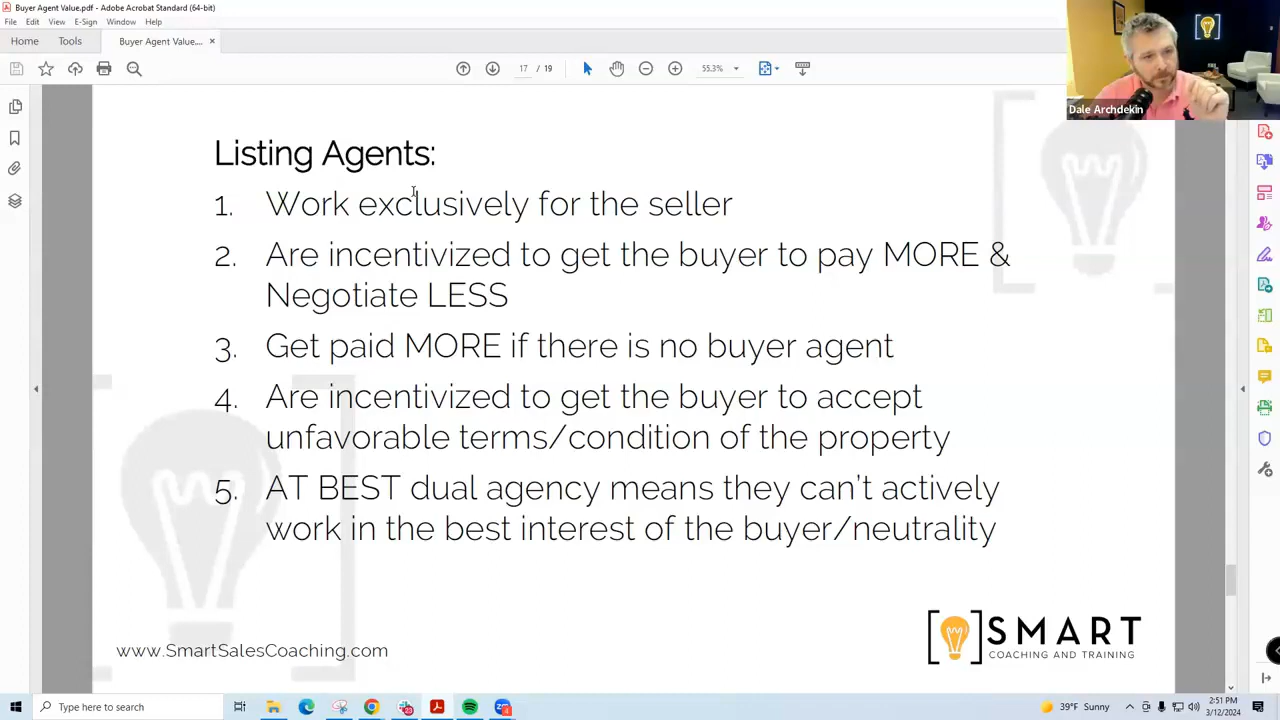 Buyer Agent Value.pdf - Adobe Acrobat Standard (64-bit)
File Edit View E-Sign Window Help
Home Tools Buyer Agent Value.... ×
17 / 19 55.3%
Dale Archdekin
Listing Agents:
1. Work exclusively for the seller
2. Are incentivized to get the buyer to pay MORE &
Negotiate LESS
3. Get paid MORE if there is no buyer agent
4. Are incentivized to get the buyer to accept
unfavorable terms/condition of the property
5. AT BEST dual agency means they can't actively
work in the best interest of the buyer/neutrality
www.SmartSalesCoaching.com
SMART
COACHING AND TRAINING
Type here to search
39°F Sunny
2:51 PM
3/12/2024